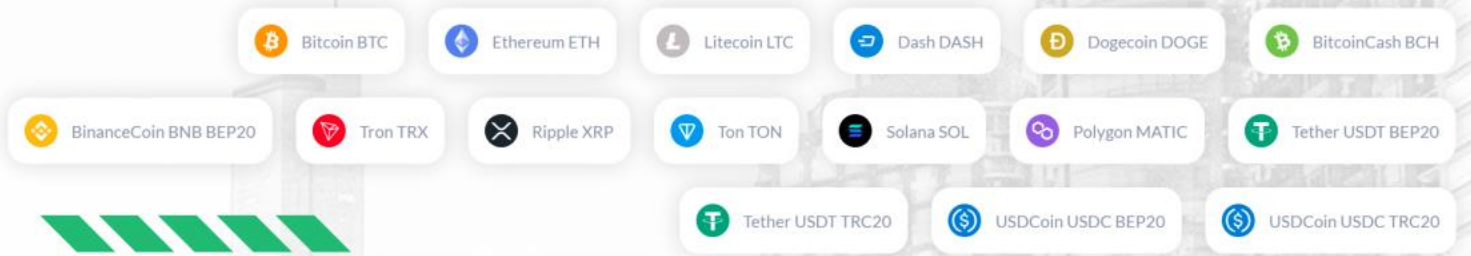 Bitcoin BTC Ethereum ETH Litecoin LTC Dash DASH Dogecoin DOGE BitcoinCash BCH
BinanceCoin BNB BEP20 Tron TRX Ripple XRP Ton TON Solana SOL Polygon MATIC Tether USDT BEP20
Tether USDT TRC20 USDCoin USDC BEP20 USDCoin USDC TRC20